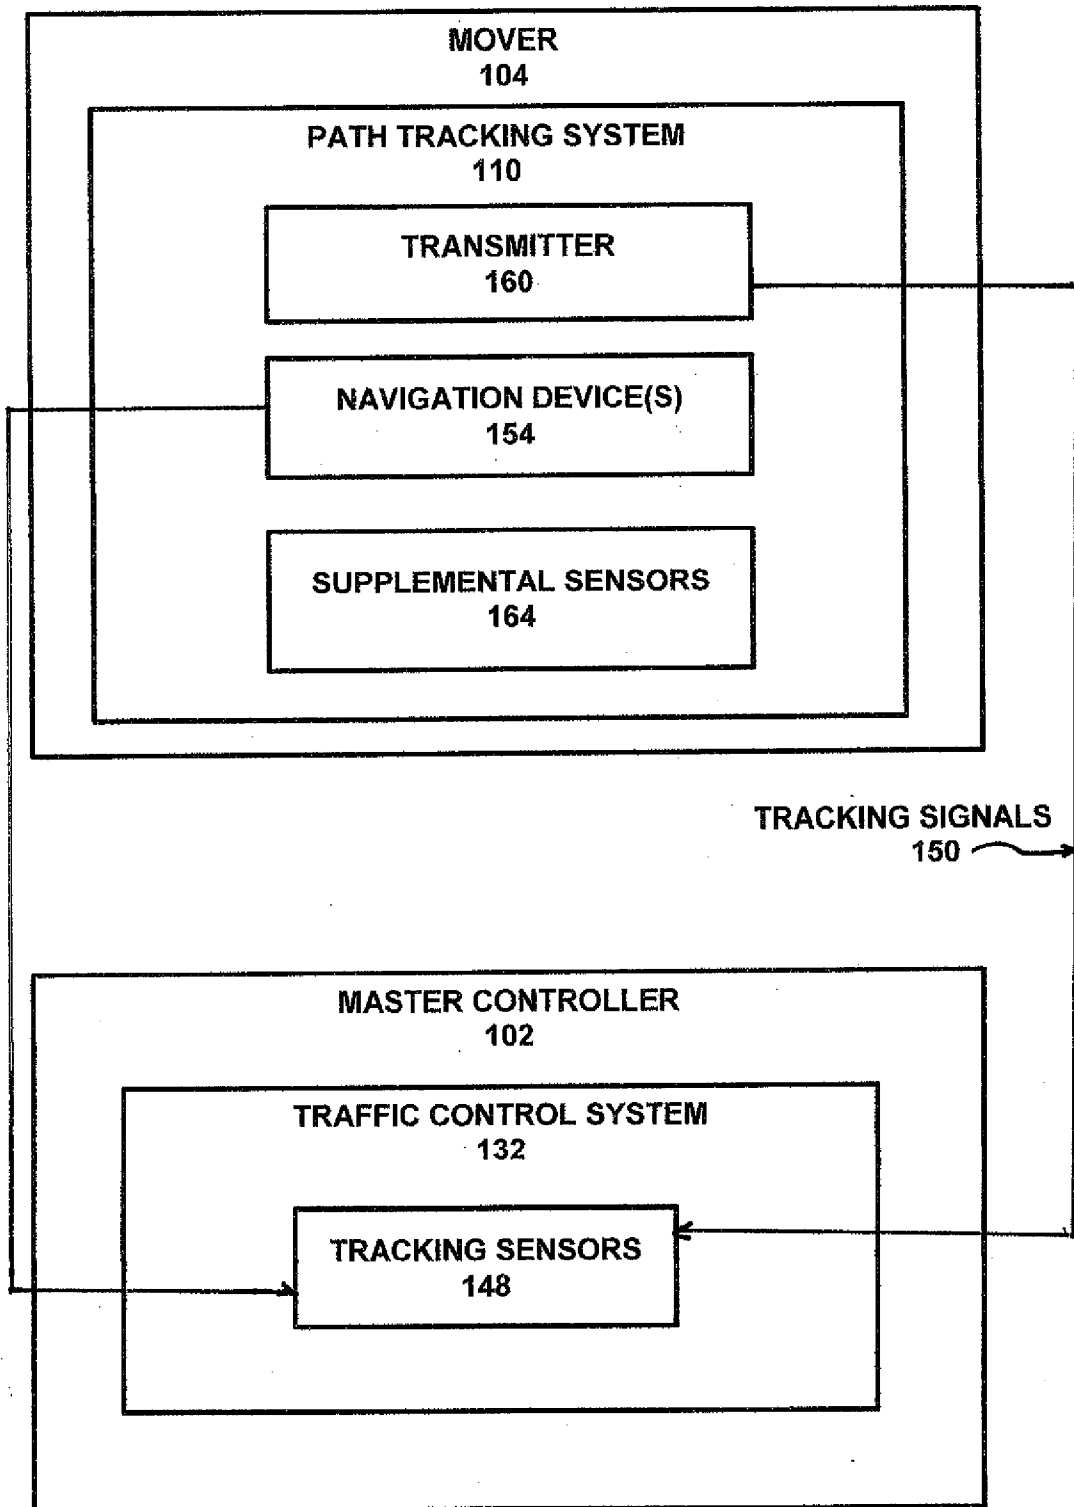 MOVER
104
PATH TRACKING SYSTEM
110
TRANSMITTER
160
NAVIGATION DEVICE(S)
154
SUPPLEMENTAL SENSORS
164
TRACKING SIGNALS
150
MASTER CONTROLLER
102
TRAFFIC CONTROL SYSTEM
132
TRACKING SENSORS
148